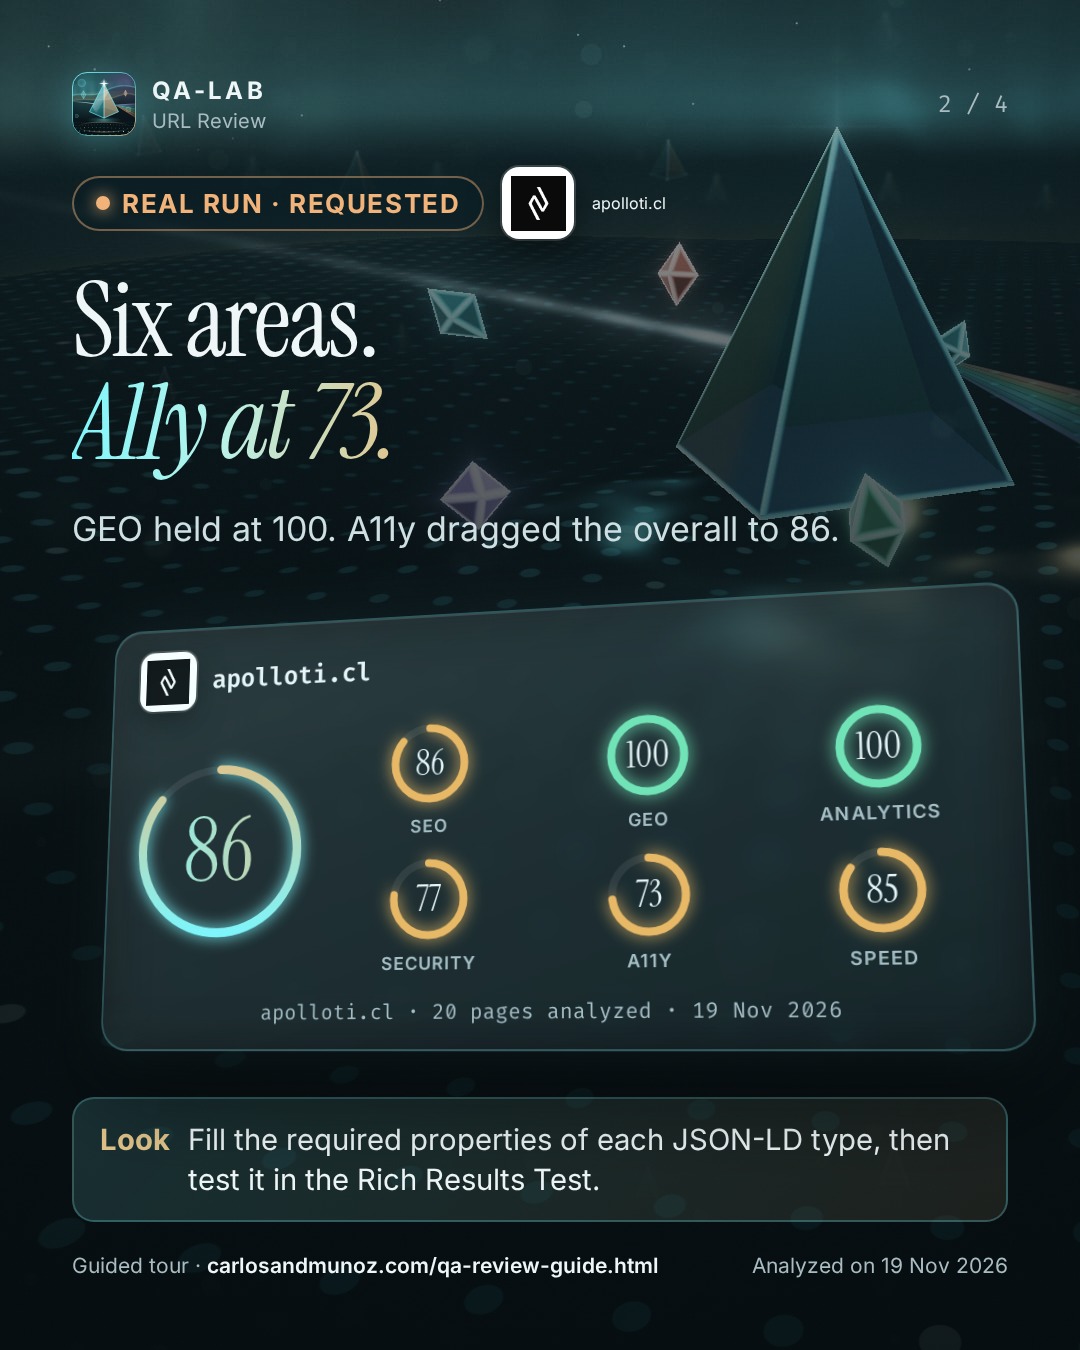 QA-LAB
URL Review
2 / 4
REAL RUN · REQUESTED
apolloti.cl
Six areas.
A11y at 73.
GEO held at 100. A11y dragged the overall to 86.
apolloti.cl
86
86
SEO
100
GEO
100
ANALYTICS
77
SECURITY
73
A11Y
85
SPEED
apolloti.cl · 20 pages analyzed · 19 Nov 2026
Look Fill the required properties of each JSON-LD type, then
test it in the Rich Results Test.
Guided tour · carlosandmunoz.com/qa-review-guide.html
Analyzed on 19 Nov 2026